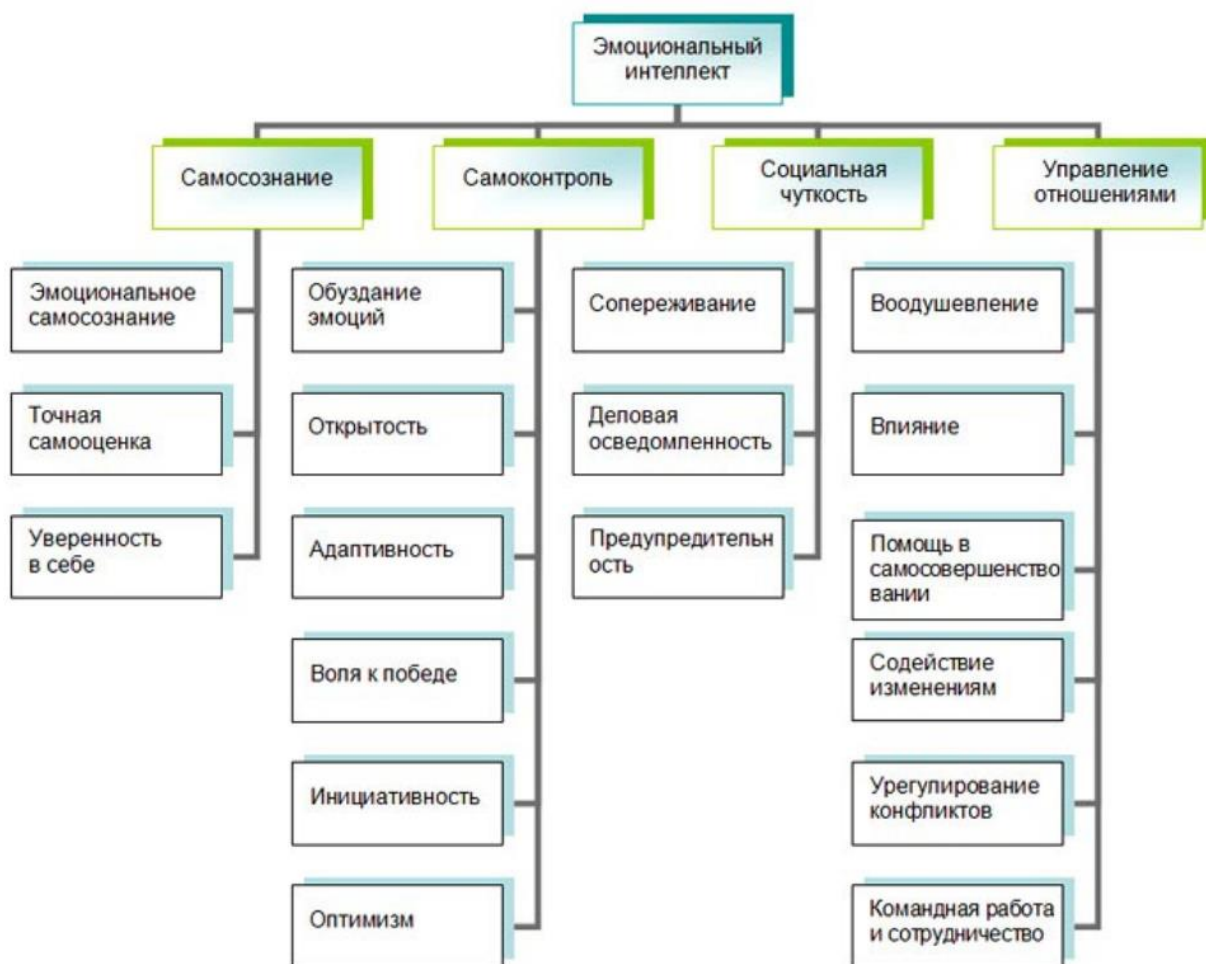 Эмоциональный
интеллект
Самосознание
Самоконтроль
Социальная
чуткость
Управление
отношениями
Эмоциональное
самосознание
Точная
самооценка
Уверенность
в себе
Обуздание
эмоций
Открытость
Адаптивность
Воля к победе
Инициативность
Оптимизм
Сопереживание
Деловая
осведомленность
Предупредительн
ость
Воодушевление
Влияние
Помощь в
самосовершенство
вании
Содействие
изменениям
Урегулирование
конфликтов
Командная работа
и сотрудничество